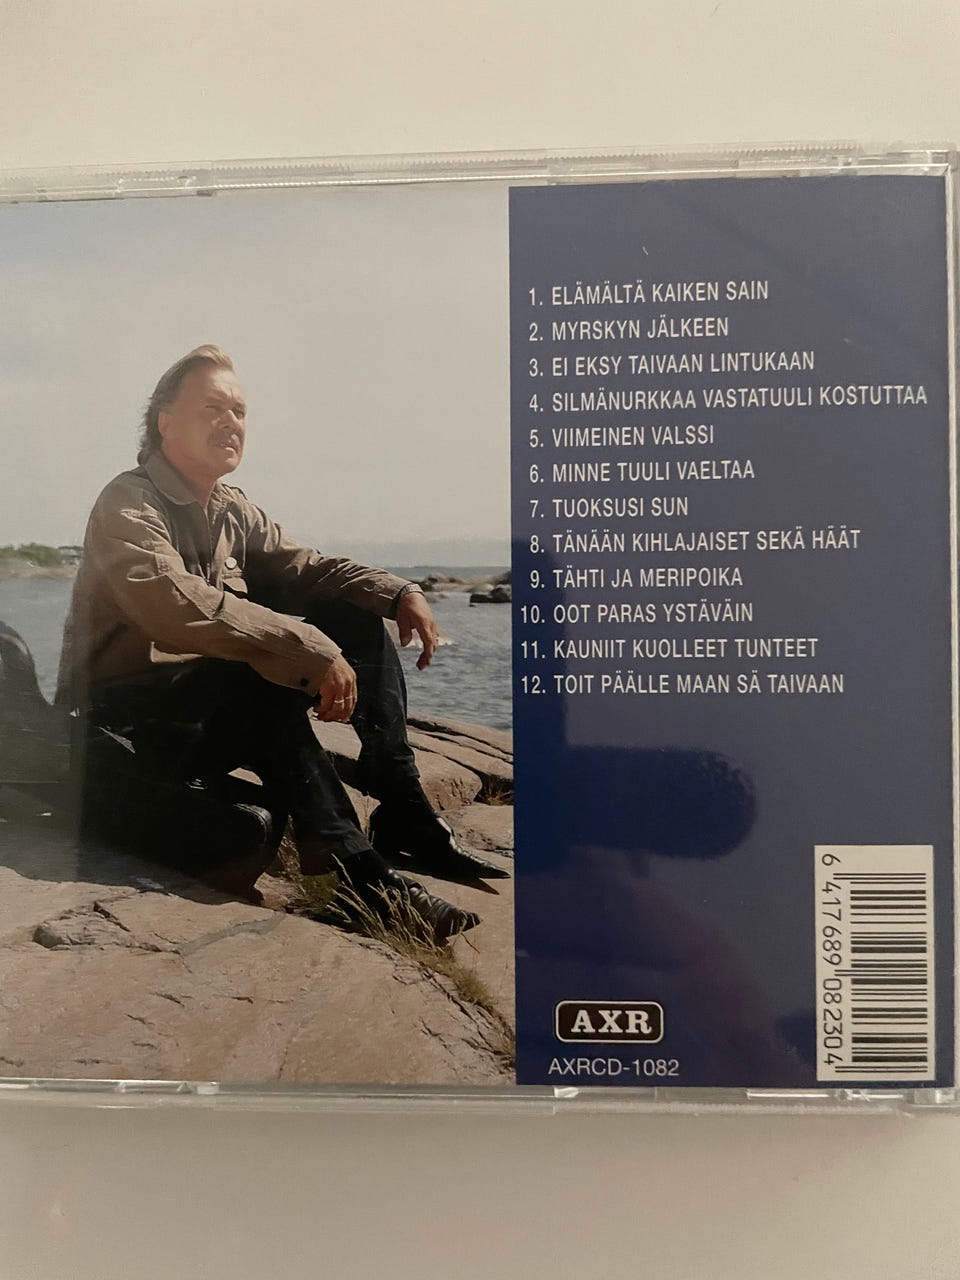 1. ELÄMÄLTÄ KAIKEN SAIN
2. MYRSKYN JÄLKEEN
3. EI EKSY TAIVAAN LINTUKAAN
4. SILMÄNURKKAA VASTATUULI KOSTUTTAA
5. VIIMEINEN VALSSI
6. MINNE TUULI VAELTAA
7. TUOKSUSI SUN
8. TÄNÄÄN KIHLAJAISET SEKÄ HÄÄT
9. TÄHTI JA MERIPOIKA
10. OOT PARAS YSTÄVÄIN
11. KAUNIIT KUOLLEET TUNTEET
12. TOIT PÄÄLLE MAAN SÄ TAIVAAN
AXR
AXRCD-1082
6 417689 082304